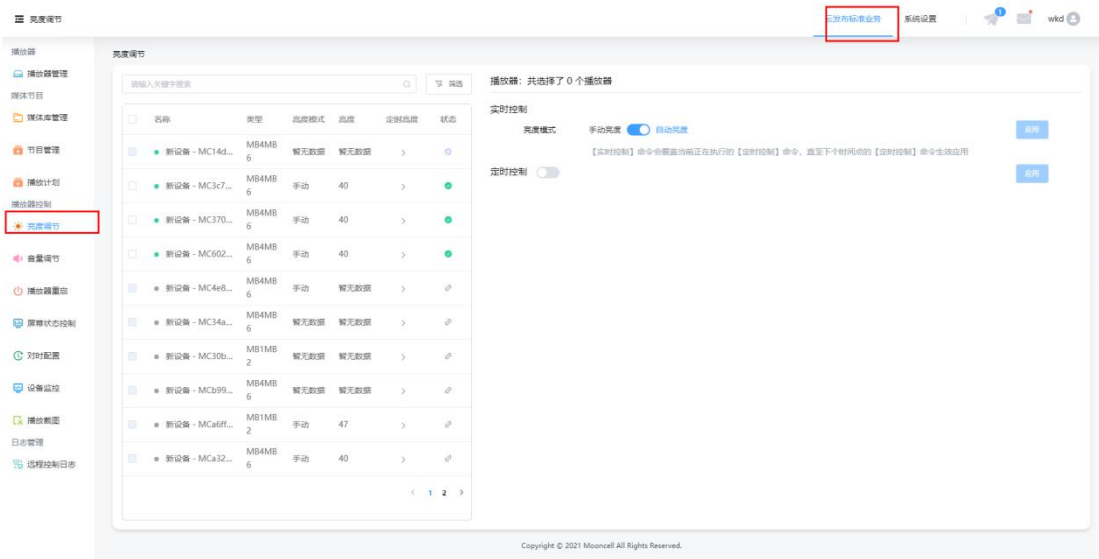 亮度调节
云发布标准业务
系统设置
1
wkd
播放器
播放器管理
媒体节目
媒体库管理
节目管理
播放计划
播放器控制
亮度调节
音量调节
播放器重启
屏幕状态控制
对时配置
设备监控
播放截图
日志管理
远程控制日志
亮度调节
请输入关键字搜索
筛选
名称 类型 亮度模式 亮度 定时亮度 状态
新设备 - MC14d... MB4MB6 暂无数据 暂无数据 >
新设备 - MC3c7... MB4MB6 手动 40 >
新设备 - MC370... MB4MB6 手动 40 >
新设备 - MC602... MB4MB6 手动 40 >
新设备 - MC4e8... MB4MB6 手动 暂无数据 >
新设备 - MC34a... MB4MB6 暂无数据 暂无数据 >
新设备 - MC30b... MB1MB2 暂无数据 暂无数据 >
新设备 - MCb99... MB4MB6 暂无数据 暂无数据 >
新设备 - MCa6ff... MB1MB2 手动 47 >
新设备 - MCa32... MB4MB6 手动 40 >
< 1 2 >
播放器：共选择了 0 个播放器
实时控制
亮度模式 手动亮度 自动亮度 应用
【实时控制】命令会覆盖当前正在执行的【定时控制】命令，直至下个时间点的【定时控制】命令生效应用
定时控制 应用
Copyright © 2021 Mooncell All Rights Reserved.